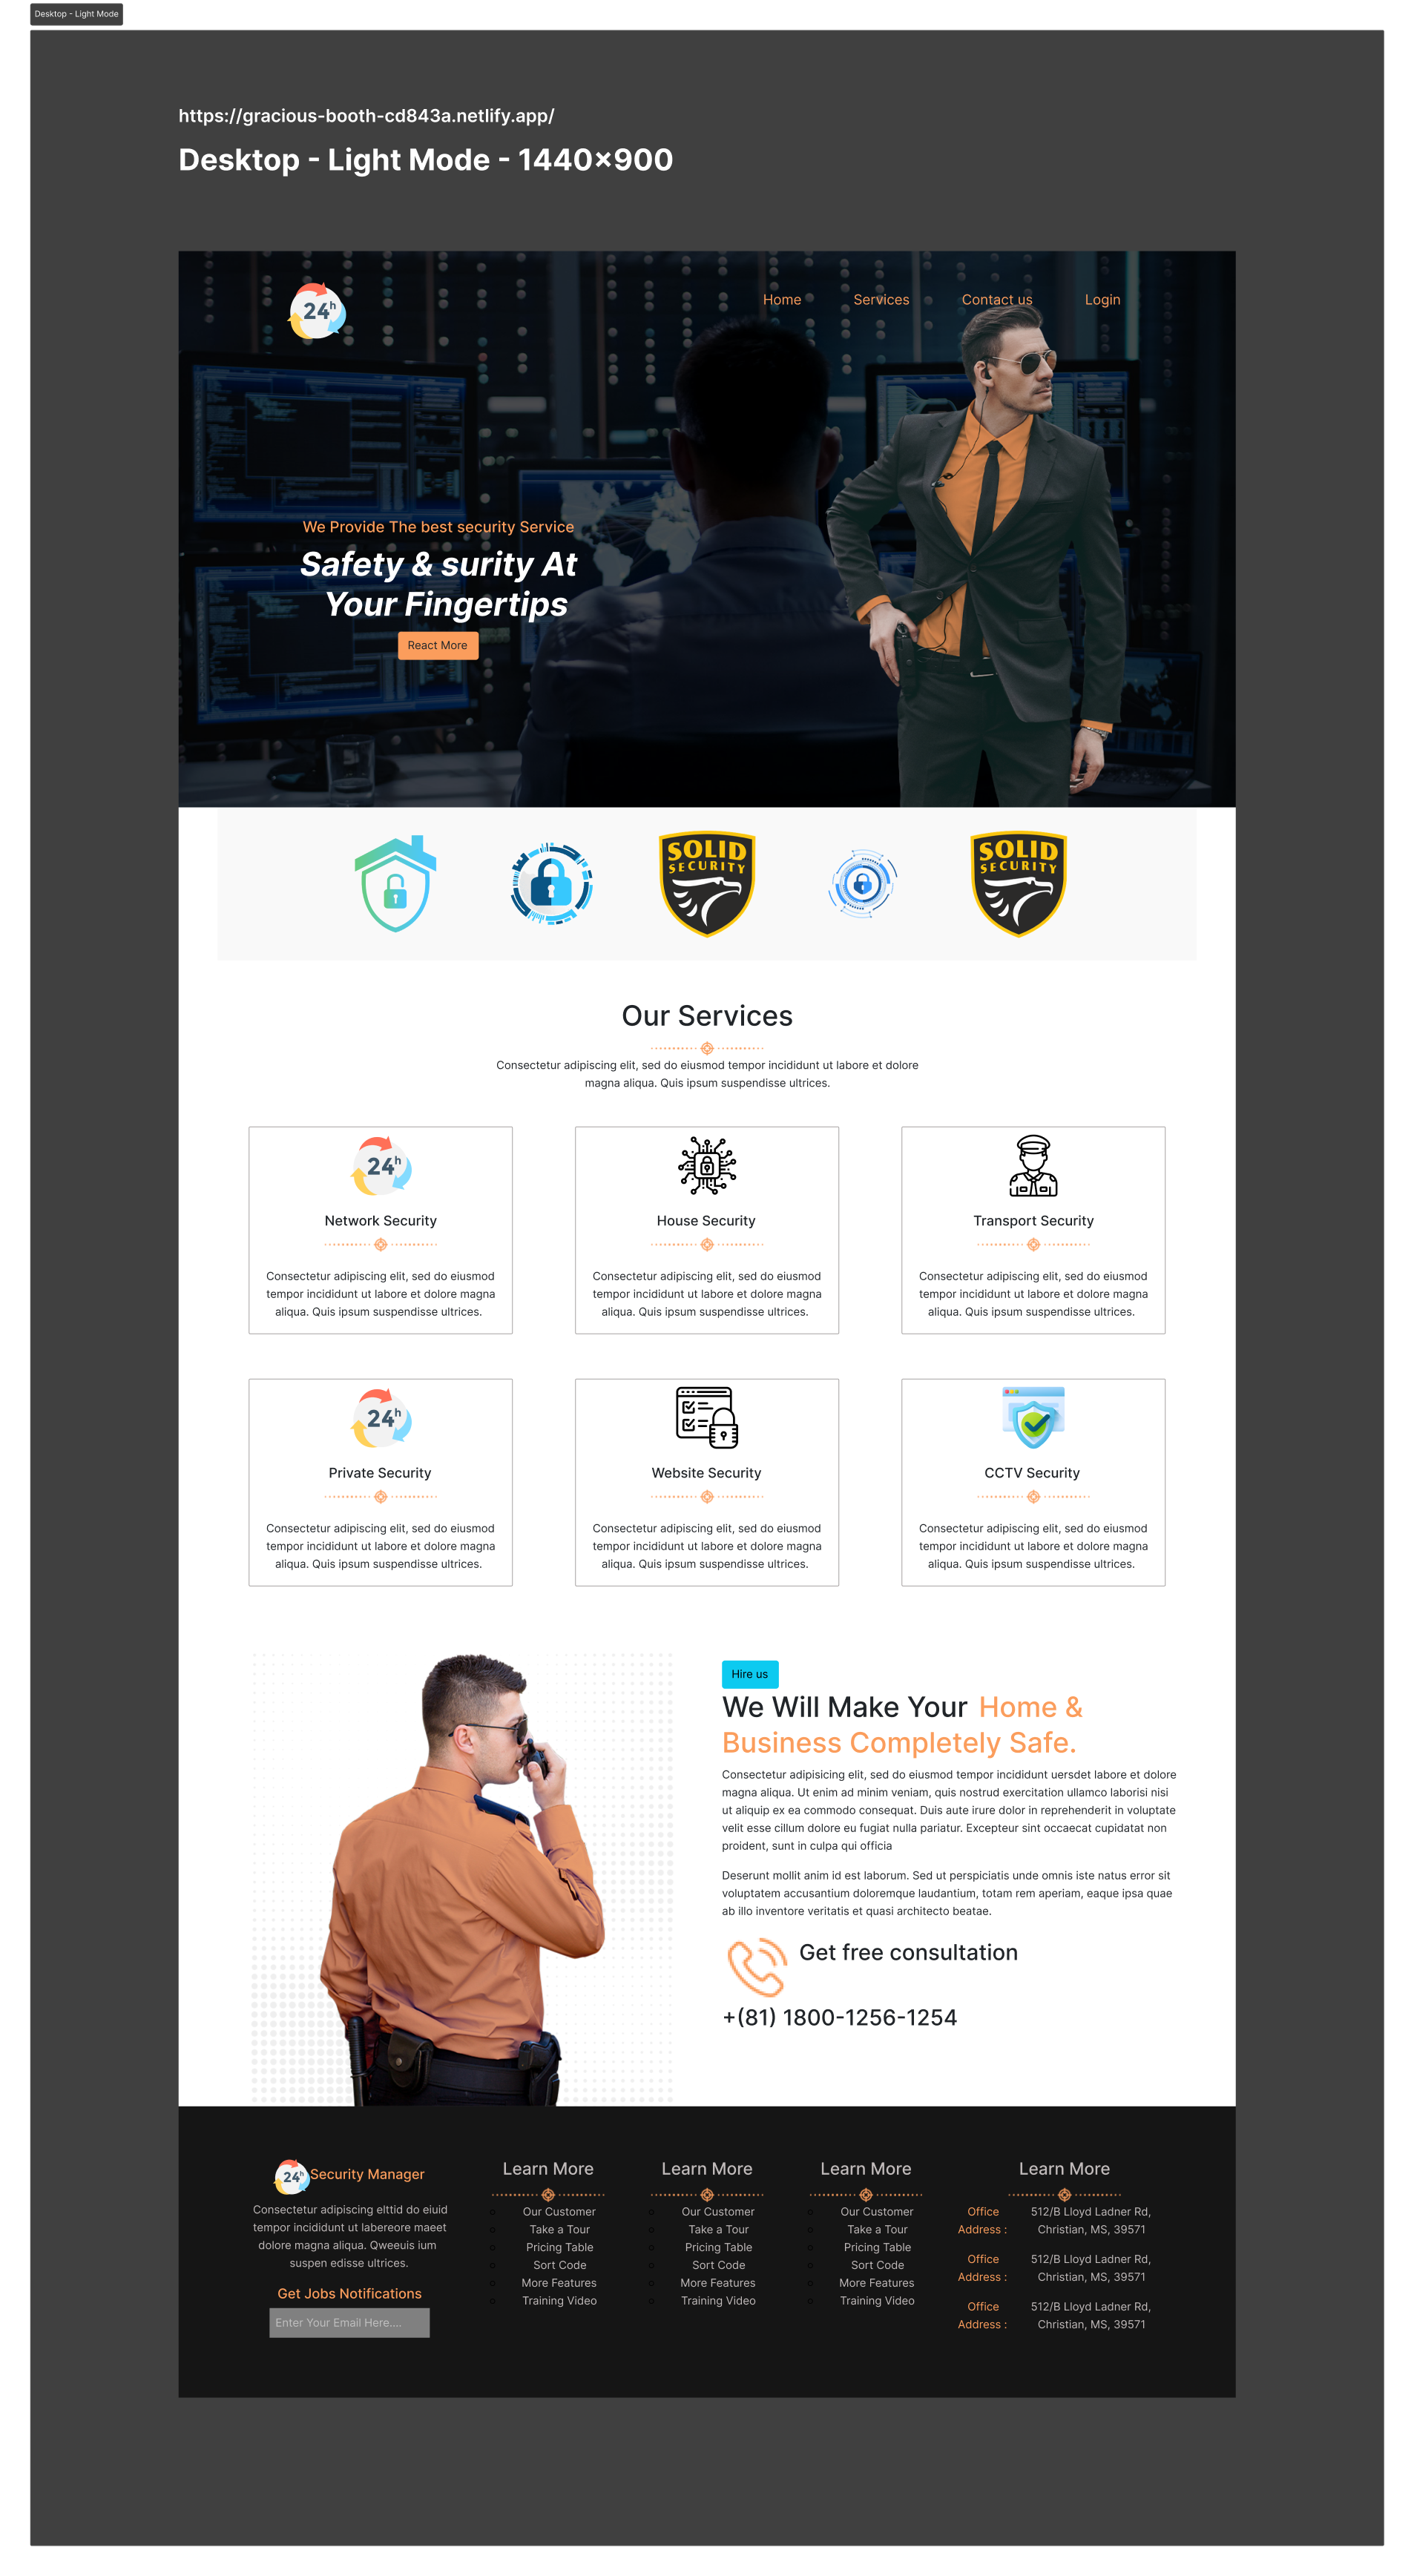 Desktop - Light Mode
https://gracious-booth-cd843a.netlify.app/
Desktop - Light Mode - 1440×900
24h
Home Services Contact us Login
We Provide The best security Service
Safety & surity At
Your Fingertips
React More
SOLID
SECURITY
SOLID
SECURITY
Our Services
Consectetur adipiscing elit, sed do eiusmod tempor incididunt ut labore et dolore
magna aliqua. Quis ipsum suspendisse ultrices.
24h
Network Security
Consectetur adipiscing elit, sed do eiusmod
tempor incididunt ut labore et dolore magna
aliqua. Quis ipsum suspendisse ultrices.
House Security
Consectetur adipiscing elit, sed do eiusmod
tempor incididunt ut labore et dolore magna
aliqua. Quis ipsum suspendisse ultrices.
Transport Security
Consectetur adipiscing elit, sed do eiusmod
tempor incididunt ut labore et dolore magna
aliqua. Quis ipsum suspendisse ultrices.
24h
Private Security
Consectetur adipiscing elit, sed do eiusmod
tempor incididunt ut labore et dolore magna
aliqua. Quis ipsum suspendisse ultrices.
Website Security
Consectetur adipiscing elit, sed do eiusmod
tempor incididunt ut labore et dolore magna
aliqua. Quis ipsum suspendisse ultrices.
CCTV Security
Consectetur adipiscing elit, sed do eiusmod
tempor incididunt ut labore et dolore magna
aliqua. Quis ipsum suspendisse ultrices.
Hire us
We Will Make Your Home &
Business Completely Safe.
Consectetur adipisicing elit, sed do eiusmod tempor incididunt uersdet labore et dolore
magna aliqua. Ut enim ad minim veniam, quis nostrud exercitation ullamco laborisi nisi
ut aliquip ex ea commodo consequat. Duis aute irure dolor in reprehenderit in voluptate
velit esse cillum dolore eu fugiat nulla pariatur. Excepteur sint occaecat cupidatat non
proident, sunt in culpa qui officia
Deserunt mollit anim id est laborum. Sed ut perspiciatis unde omnis iste natus error sit
voluptatem accusantium doloremque laudantium, totam rem aperiam, eaque ipsa quae
ab illo inventore veritatis et quasi architecto beatae.
Get free consultation
+(81) 1800-1256-1254
24h Security Manager
Consectetur adipiscing elttid do eiuid
tempor incididunt ut labereore maeet
dolore magna aliqua. Qweeuis ium
suspen edisse ultrices.
Get Jobs Notifications
Enter Your Email Here....
Learn More
Our Customer
Take a Tour
Pricing Table
Sort Code
More Features
Training Video
Learn More
Our Customer
Take a Tour
Pricing Table
Sort Code
More Features
Training Video
Learn More
Our Customer
Take a Tour
Pricing Table
Sort Code
More Features
Training Video
Learn More
Office 512/B Lloyd Ladner Rd,
Address : Christian, MS, 39571
Office 512/B Lloyd Ladner Rd,
Address : Christian, MS, 39571
Office 512/B Lloyd Ladner Rd,
Address : Christian, MS, 39571